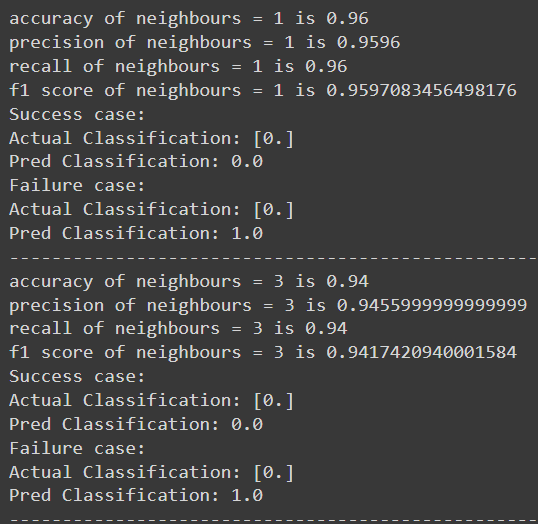 accuracy of neighbours = 1 is 0.96
precision of neighbours = 1 is 0.9596
recall of neighbours = 1 is 0.96
f1 score of neighbours = 1 is 0.9597083456498176
Success case:
Actual Classification: [0.]
Pred Classification: 0.0
Failure case:
Actual Classification: [0.]
Pred Classification: 1.0
--------------------------------------------------
accuracy of neighbours = 3 is 0.94
precision of neighbours = 3 is 0.9455999999999999
recall of neighbours = 3 is 0.94
f1 score of neighbours = 3 is 0.9417420940001584
Success case:
Actual Classification: [0.]
Pred Classification: 0.0
Failure case:
Actual Classification: [0.]
Pred Classification: 1.0
--------------------------------------------------